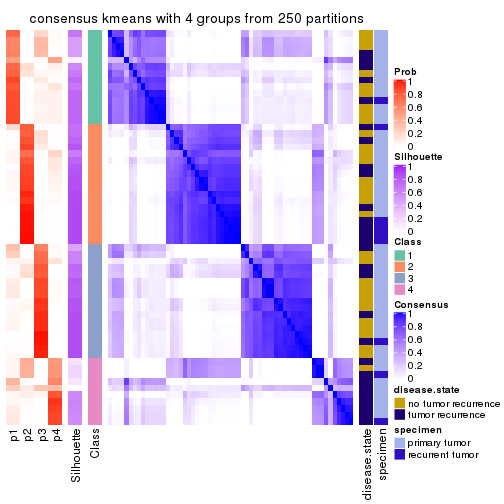 consensus kmeans with 4 groups from 250 partitions
Prob
1
0.8
0.6
0.4
0.2
0
Silhouette
1
0.8
0.6
0.4
0.2
0
Class
1
2
3
4
Consensus
1
0.8
0.6
0.4
0.2
0
disease.state
no tumor recurrence
tumor recurrence
specimen
primary tumor
recurrent tumor
p1
p2
p3
p4
Silhouette
Class
disease.state
specimen